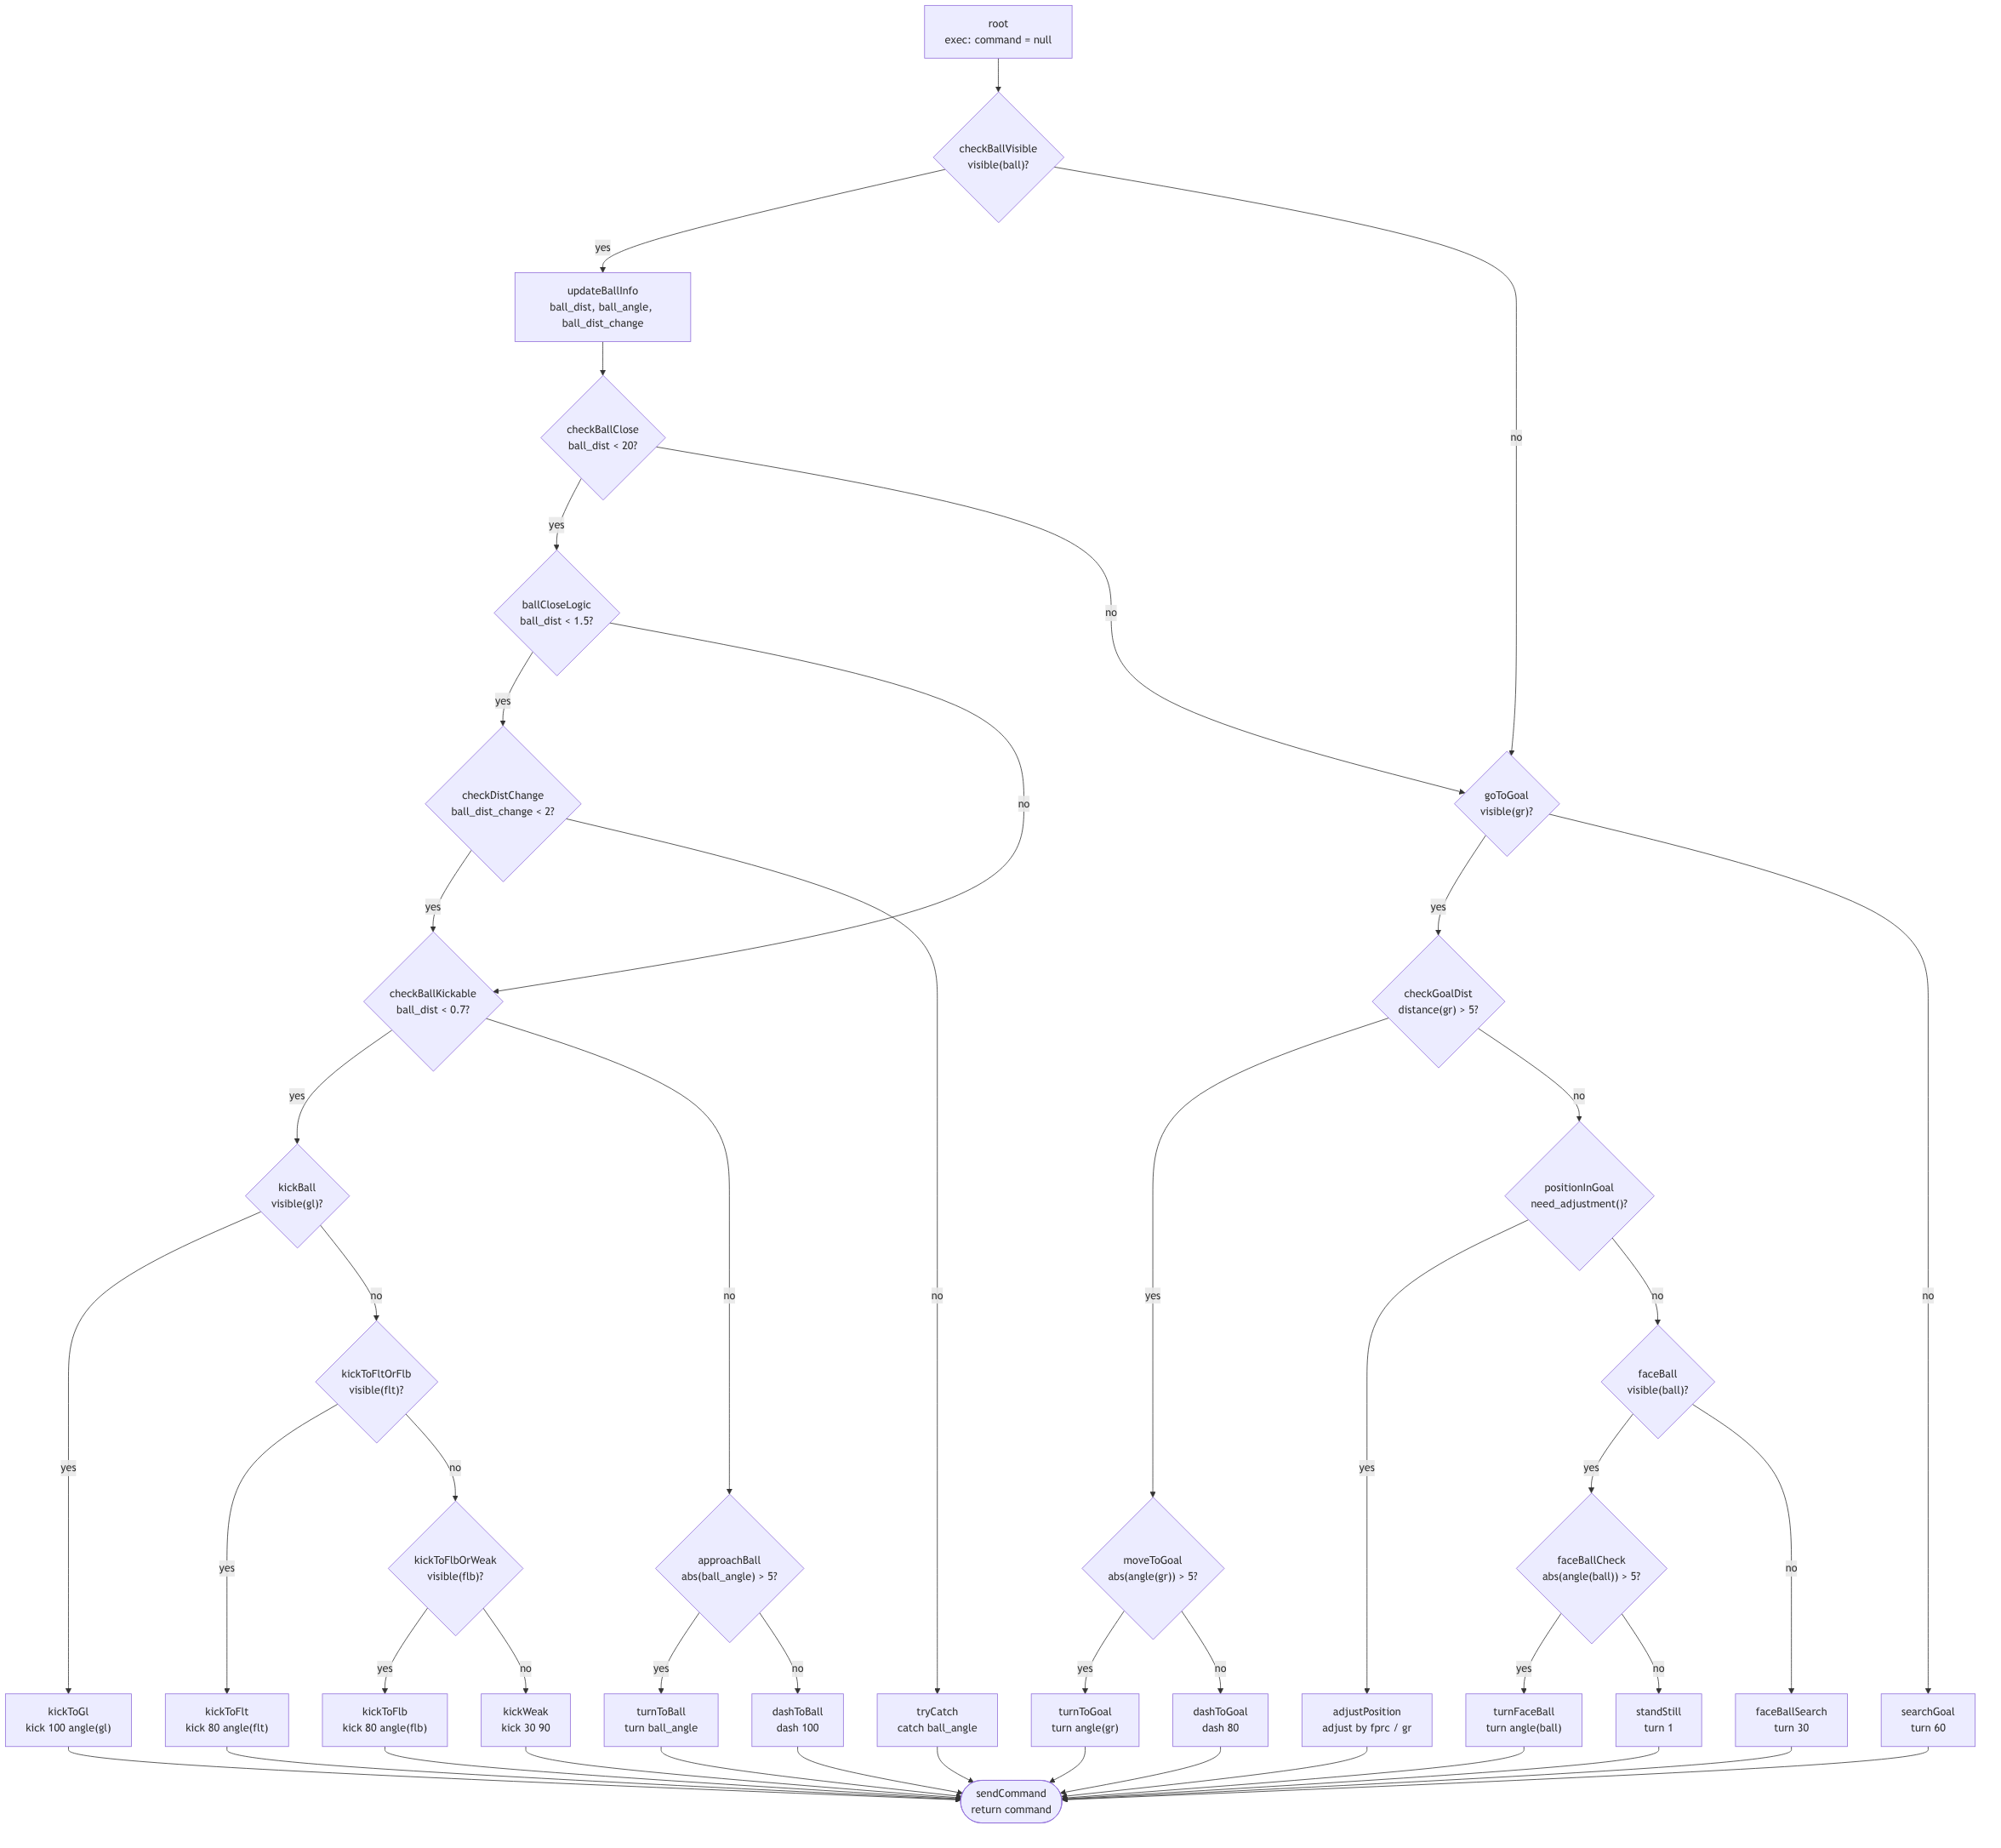 root
exec: command = null
checkBallVisible
visible(ball)?
yes
no
updateBallInfo
ball_dist, ball_angle,
ball_dist_change
checkBallClose
ball_dist < 20?
no
yes
ballCloseLogic
ball_dist < 1.5?
no
yes
checkDistChange
ball_dist_change < 2?
no
goToGoal
visible(gr)?
yes
yes
checkBallKickable
ball_dist < 0.7?
checkGoalDist
distance(gr) > 5?
yes
no
kickBall
visible(gl)?
positionInGoal
need_adjustment()?
no
no
no
yes
no
no
kickToFltOrFlb
visible(flt)?
faceBall
visible(ball)?
yes
no
yes
yes
yes
kickToFlbOrWeak
visible(flb)?
approachBall
abs(ball_angle) > 5?
moveToGoal
abs(angle(gr)) > 5?
faceBallCheck
abs(angle(ball)) > 5?
no
yes
no
yes
no
yes
no
yes
no
kickToGl
kick 100 angle(gl)
kickToFlt
kick 80 angle(flt)
kickToFlb
kick 80 angle(flb)
kickWeak
kick 30 90
turnToBall
turn ball_angle
dashToBall
dash 100
tryCatch
catch ball_angle
turnToGoal
turn angle(gr)
dashToGoal
dash 80
adjustPosition
adjust by fprc / gr
turnFaceBall
turn angle(ball)
standStill
turn 1
faceBallSearch
turn 30
searchGoal
turn 60
sendCommand
return command